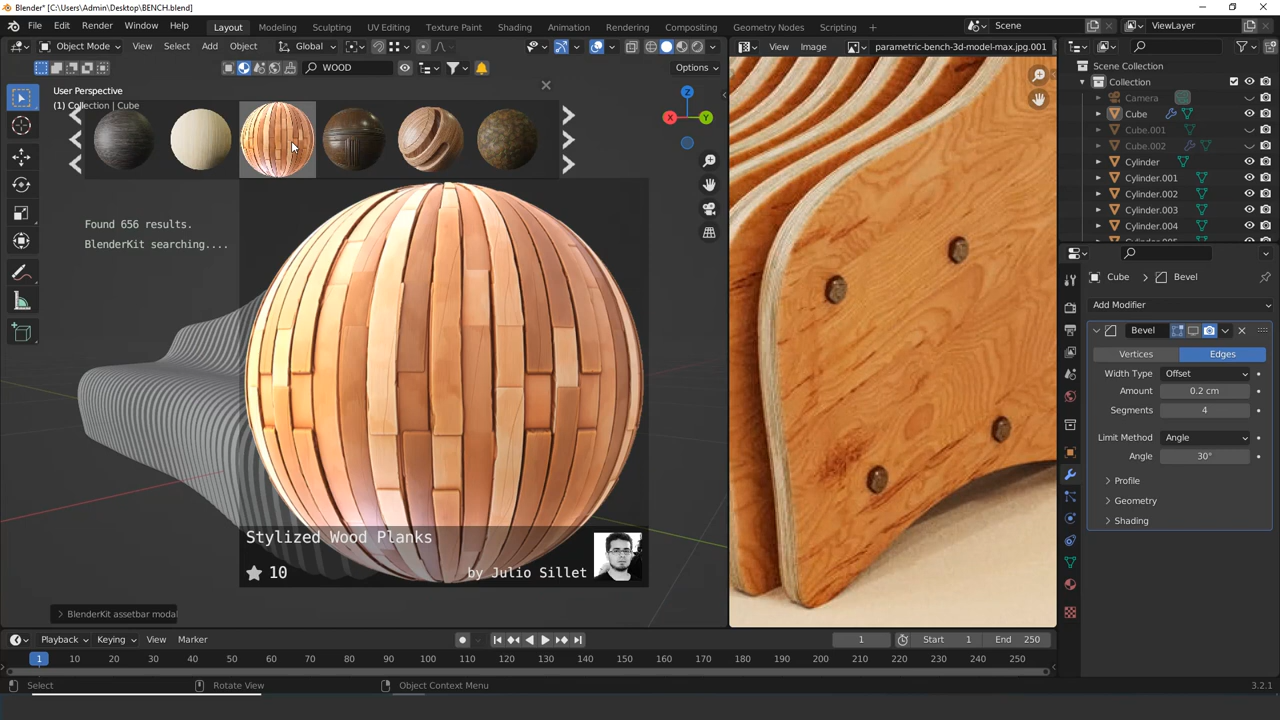 Blender* [C:\Users\Admin\Desktop\BENCH.blend]
File Edit Render Window Help Layout Modeling Sculpting UV Editing Texture Paint Shading Animation Rendering Compositing Geometry Nodes Scripting Scene ViewLayer
Object Mode View Select Add Object Global View Image parametric-bench-3d-model-max.jpg.001
WOOD Options
User Perspective
(1) Collection | Cube
Found 656 results.
BlenderKit searching....
Stylized Wood Planks
10 by Julio Sillet
BlenderKit assetbar modal
Scene Collection
Collection
Camera
Cube
Cube.001
Cube.002
Cylinder
Cylinder.001
Cylinder.002
Cylinder.003
Cylinder.004
Cube Bevel
Add Modifier
Bevel
Vertices Edges
Width Type Offset
Amount 0.2 cm
Segments 4
Limit Method Angle
Angle 30°
Profile
Geometry
Shading
Playback Keying View Marker 1 Start 1 End 250
1 10 20 30 40 50 60 70 80 90 100 110 120 130 140 150 160 170 180 190 200 210 220 230 240 250
Select Rotate View Object Context Menu 3.2.1